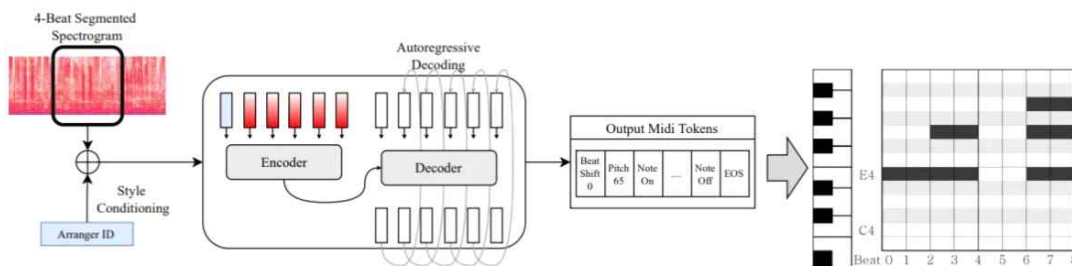 4-Beat Segmented
Spectrogram
Style
Conditioning
Arranger ID
Autoregressive
Decoding
Encoder
Decoder
Output Midi Tokens
Beat
Shift
0
Pitch
65
Note
On
....
Note
Off
EOS
E4
C4
Beat 0 1 2 3 4 5 6 7 8